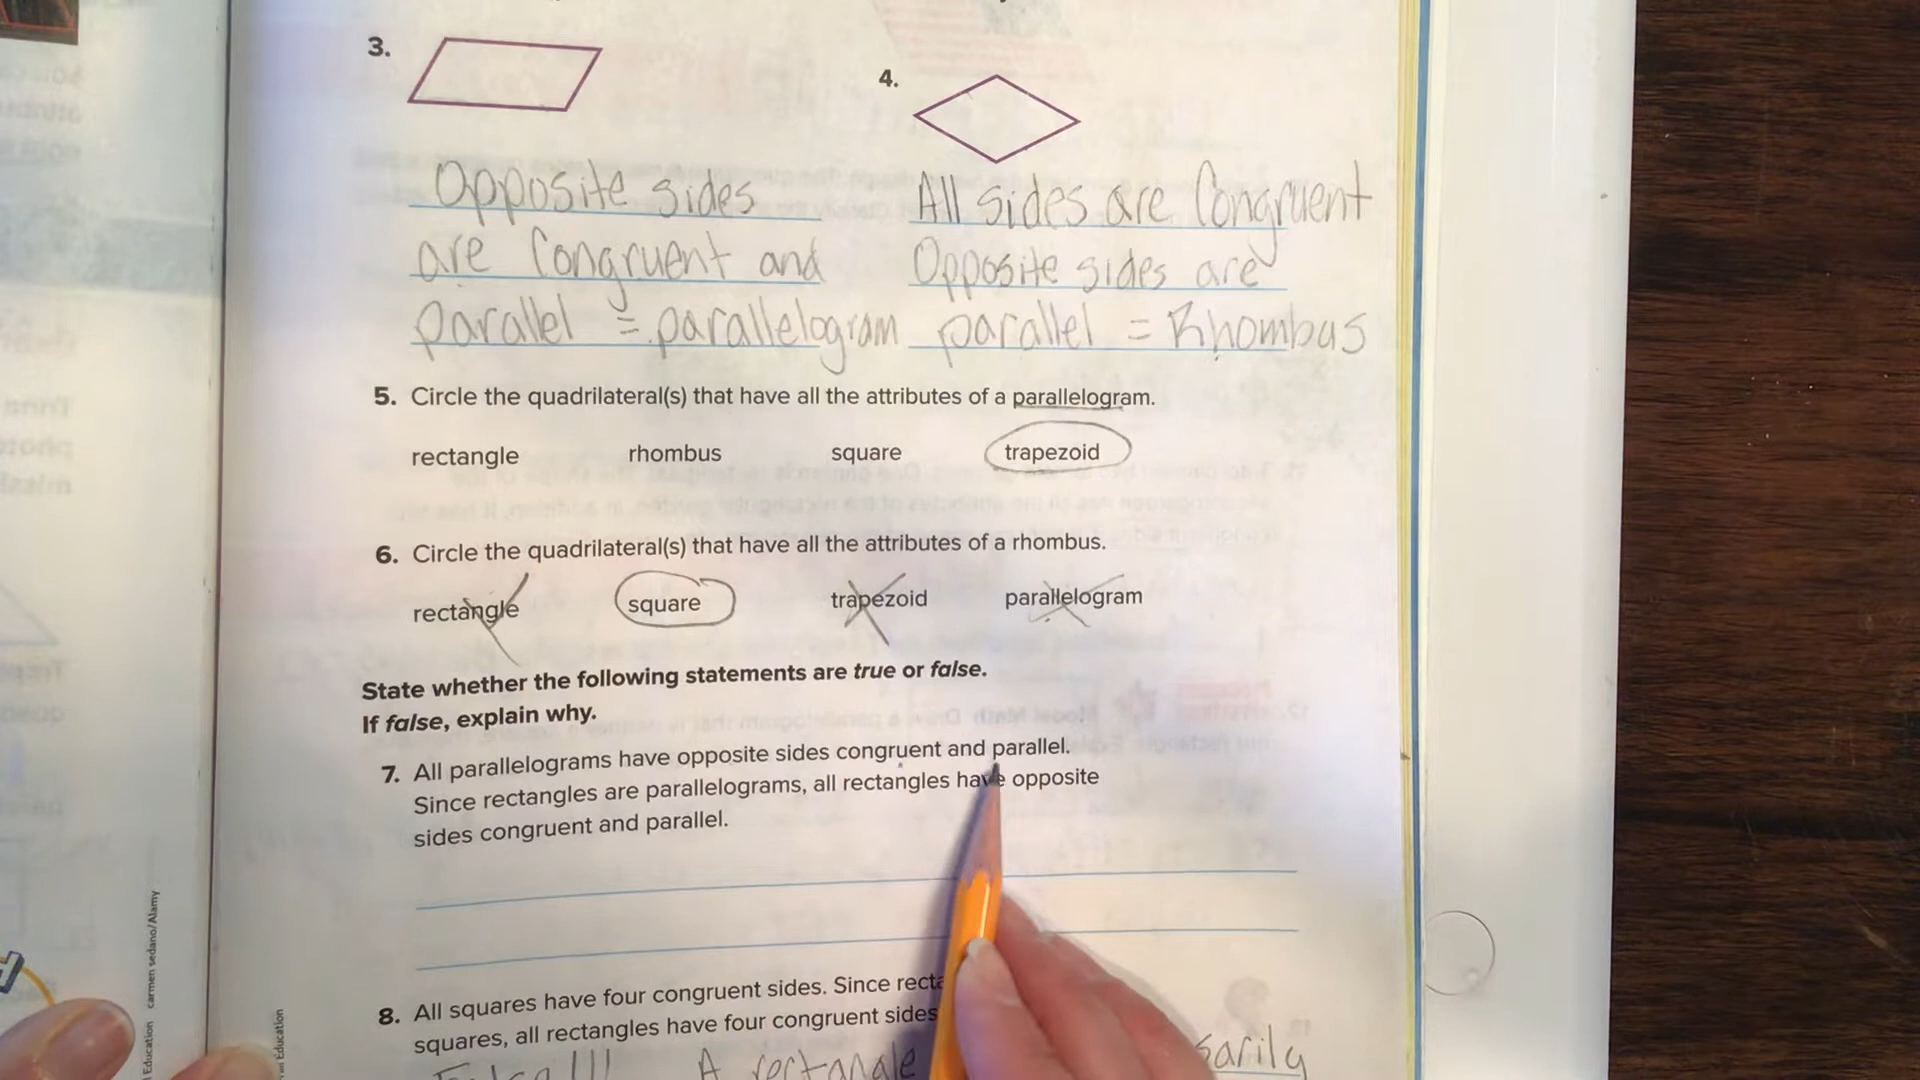 3.
4.
Opposite sides
are Congruent and
parallel = parallelogram
All sides are Congruent
Opposite sides are
parallel = Rhombus
5. Circle the quadrilateral(s) that have all the attributes of a parallelogram.
rectangle rhombus square trapezoid
6. Circle the quadrilateral(s) that have all the attributes of a rhombus.
rectangle square trapezoid parallelogram
State whether the following statements are true or false.
If false, explain why.
7. All parallelograms have opposite sides congruent and parallel.
Since rectangles are parallelograms, all rectangles have opposite
sides congruent and parallel.
8. All squares have four congruent sides. Since
squares, all rectangles have four congruent sides
A rectangle
Education carmen sedano/Alamy
Education